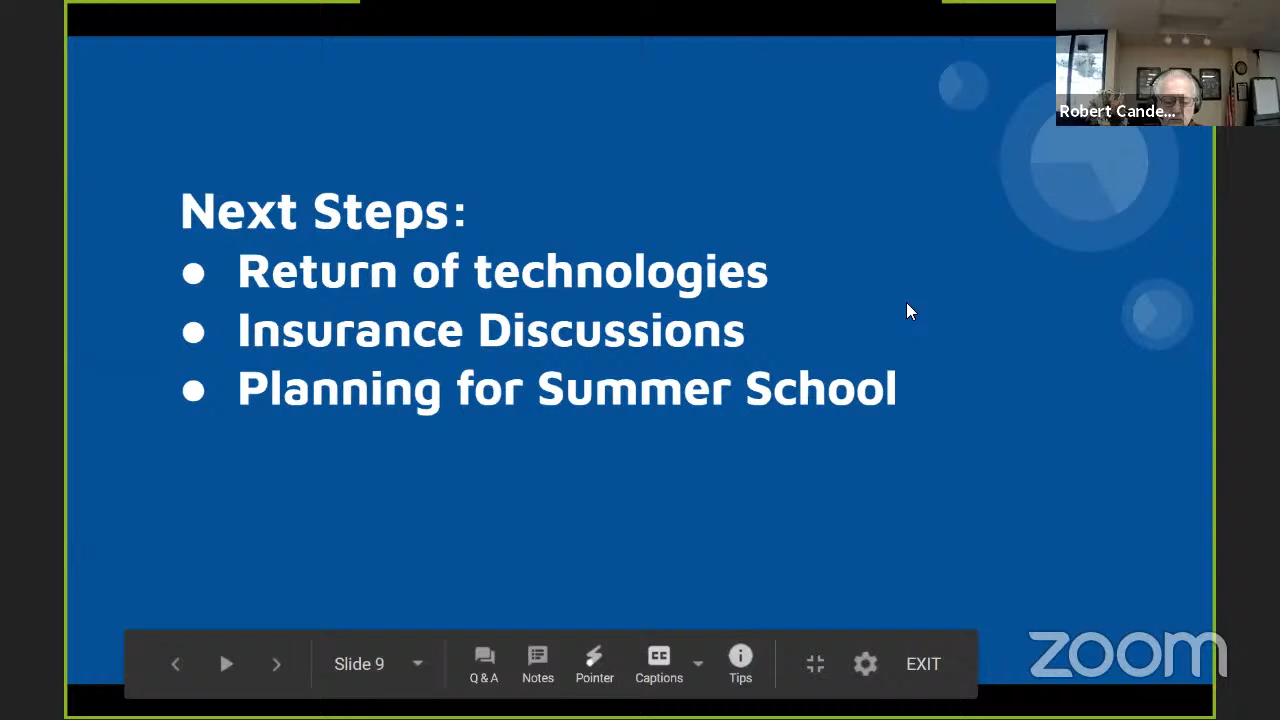 Robert Cande...
Next Steps:
● Return of technologies
● Insurance Discussions
● Planning for Summer School
Slide 9
Q & A
Notes
Pointer
CC
Captions
Tips
EXIT
zoom